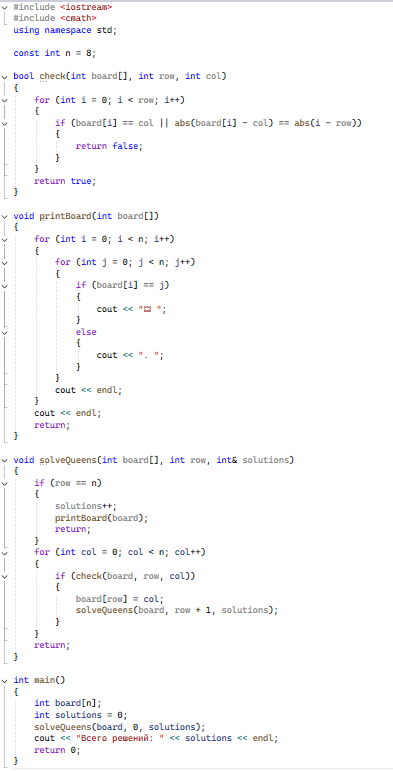 #include <iostream>
#include <cmath>
using namespace std;
const int n = 8;
bool check(int board[], int row, int col)
{
for (int i = 0; i < row; i++)
{
if (board[i] == col || abs(board[i] - col) == abs(i - row))
{
return false;
}
}
return true;
}
void printBoard(int board[])
{
for (int i = 0; i < n; i++)
{
for (int j = 0; j < n; j++)
{
if (board[i] == j)
{
cout << " ";
}
else
{
cout << ". ";
}
}
cout << endl;
}
cout << endl;
return;
}
void solveQueens(int board[], int row, int& solutions)
{
if (row == n)
{
solutions++;
printBoard(board);
return;
}
for (int col = 0; col < n; col++)
{
if (check(board, row, col))
{
board[row] = col;
solveQueens(board, row + 1, solutions);
}
}
return;
}
int main()
{
int board[n];
int solutions = 0;
solveQueens(board, 0, solutions);
cout << "Всего решений: " << solutions << endl;
return 0;
}